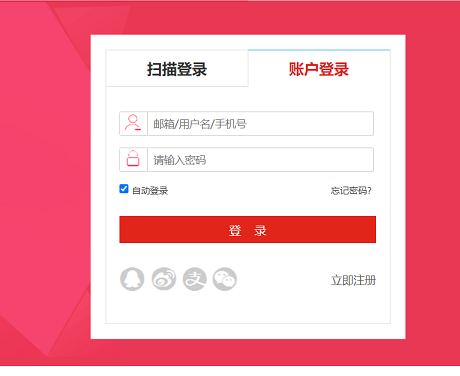 扫描登录 账户登录
邮箱/用户名/手机号
请输入密码
自动登录 忘记密码?
登 录
立即注册